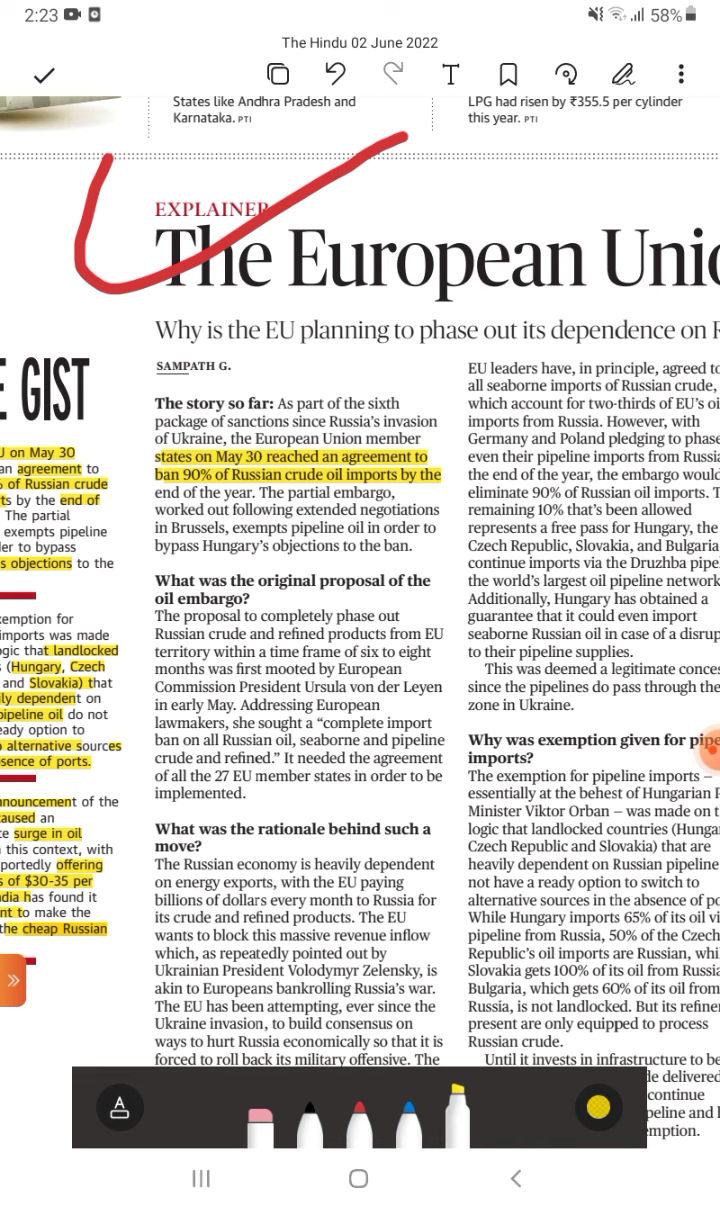 2:23
58%
The Hindu 02 June 2022
T
States like Andhra Pradesh and
Karnataka. PTI
LPG had risen by ₹355.5 per cylinder
this year. PTI
EXPLAINER
The European
Why is the EU planning to phase out its dependence on
GIST
on May 30
an agreement to
of Russian crude
by the end of
The partial
exempts pipeline
to bypass
objections to the
for
imports was made
that landlocked
(Hungary, Czech
and Slovakia) that
dependent on
pipeline oil do not
option to
alternative sources
of ports.
of the
an
surge in oil
this context, with
offering
of $30-35 per
has found it
to make the
the cheap Russian
SAMPATH G.
The story so far: As part of the sixth
package of sanctions since Russia's invasion
of Ukraine, the European Union member
states on May 30 reached an agreement to
ban 90% of Russian crude oil imports by the
end of the year. The partial embargo,
worked out following extended negotiations
in Brussels, exempts pipeline oil in order to
bypass Hungary's objections to the ban.
What was the original proposal of the
oil embargo?
The proposal to completely phase out
Russian crude and refined products from EU
territory within a time frame of six to eight
months was first mooted by European
Commission President Ursula von der Leyen
in early May. Addressing European
lawmakers, she sought a “complete import
ban on all Russian oil, seaborne and pipeline
crude and refined.” It needed the agreement
of all the 27 EU member states in order to be
implemented.
What was the rationale behind such a
move?
The Russian economy is heavily dependent
on energy exports, with the EU paying
billions of dollars every month to Russia for
its crude and refined products. The EU
wants to block this massive revenue inflow
which, as repeatedly pointed out by
Ukrainian President Volodymyr Zelensky, is
akin to Europeans bankrolling Russia's war.
The EU has been attempting, ever since the
Ukraine invasion, to build consensus on
ways to hurt Russia economically so that it is
forced to roll back its military offensive. The
EU leaders have, in principle, agreed to
all seaborne imports of Russian crude,
which account for two-thirds of EU's
imports from Russia. However, with
Germany and Poland pledging to phase
even their pipeline imports from
the end of the year, the embargo would
eliminate 90% of Russian oil imports.
remaining 10% that's been allowed
represents a free pass for Hungary, the
Czech Republic, Slovakia, and Bulgaria
continue imports via the Druzhba
the world's largest oil pipeline network
Additionally, Hungary has obtained a
guarantee that it could even import
seaborne Russian oil in case of a
to their pipeline supplies.
This was deemed a legitimate
since the pipelines do pass through the
zone in Ukraine.
Why was exemption given for
imports?
The exemption for pipeline imports –
essentially at the behest of Hungarian
Minister Viktor Orban – was made on
logic that landlocked countries
Czech Republic and Slovakia) that are
heavily dependent on Russian pipeline
not have a ready option to switch to
alternative sources in the absence of
While Hungary imports 65% of its oil
pipeline from Russia, 50% of the Czech
Republic's oil imports are Russian,
Slovakia gets 100% of its oil from
Bulgaria, which gets 60% of its oil from
Russia, is not landlocked. But its
present are only equipped to process
Russian crude.
Until it invests in infrastructure to be
delivered
continue
and
A